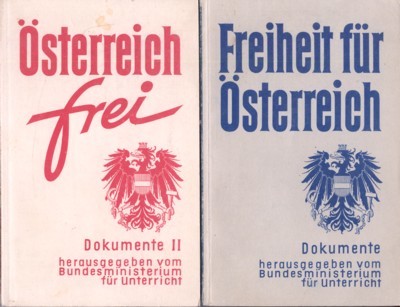 Österreich
frei
Dokumente II
herausgegeben vom
Bundesministerium
für Unterricht
Freiheit für
Österreich
Dokumente
herausgegeben vom
Bundesministerium
für Unterricht